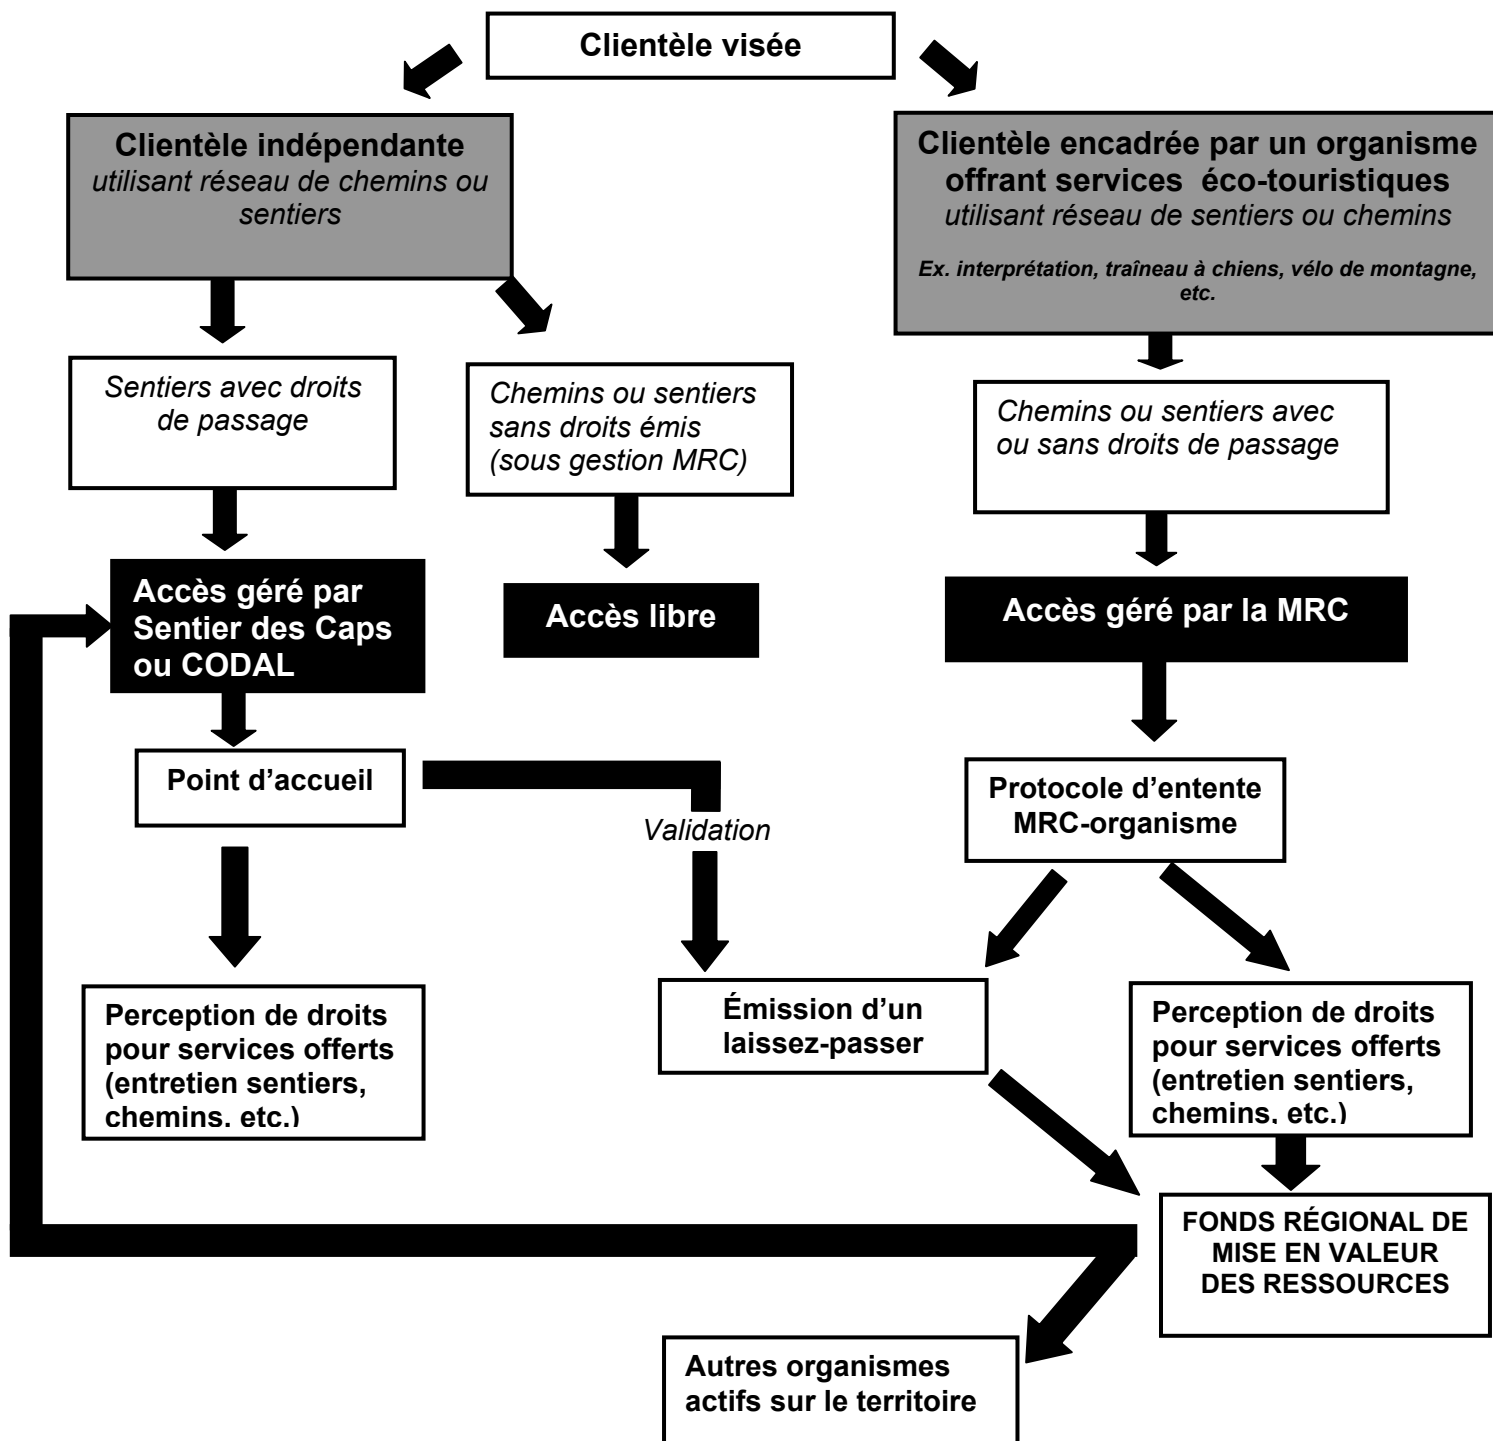 Clientèle visée
Clientèle indépendante
utilisant réseau de chemins ou
sentiers
Clientèle encadrée par un organisme
offrant services éco-touristiques
utilisant réseau de sentiers ou chemins
Ex. interprétation, traîneau à chiens, vélo de montagne,
etc.
Sentiers avec droits
de passage
Chemins ou sentiers
sans droits émis
(sous gestion MRC)
Chemins ou sentiers avec
ou sans droits de passage
Accès géré par
Sentier des Caps
ou CODAL
Accès libre
Accès géré par la MRC
Point d’accueil
Validation
Protocole d’entente
MRC-organisme
Perception de droits
pour services offerts
(entretien sentiers,
chemins, etc.)
Émission d’un
laissez-passer
Perception de droits
pour services offerts
(entretien sentiers,
chemins, etc.)
FONDS RÉGIONAL DE
MISE EN VALEUR
DES RESSOURCES
Autres organismes
actifs sur le territoire